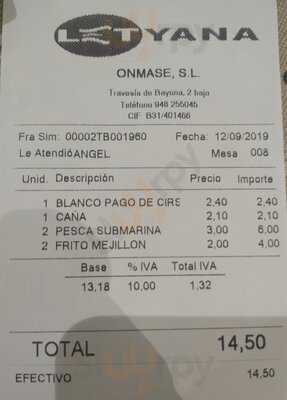 LETYANA
ONMASE, S.L.
Travesía de Bayona, 2 bajo
Teléfono 948 255045
CIF B31/401466
Fra Sim: 00002TB001960 Fecha: 12/09/2019
Le Atendió ANGEL Mesa 008
Unid. Descripción Precio Importe
1 BLANCO PAGO DE CIRS 2,40 2,40
1 CAÑA 2,10 2,10
2 PESCA SUBMARINA 3,00 6,00
2 FRITO MEJILLON 2,00 4,00
Base % IVA Total IVA
13,18 10,00 1,32
TOTAL 14,50
EFECTIVO 14,50